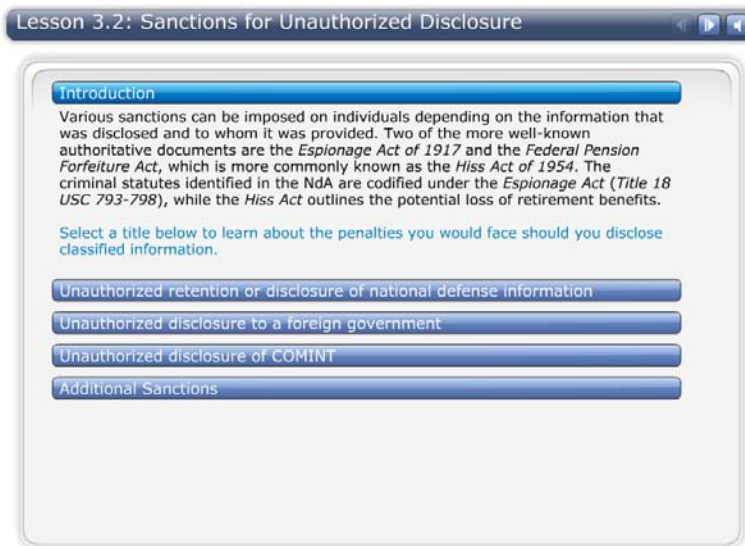 Lesson 3.2: Sanctions for Unauthorized Disclosure
Introduction
Various sanctions can be imposed on individuals depending on the information that
was disclosed and to whom it was provided. Two of the more well-known
authoritative documents are the Espionage Act of 1917 and the Federal Pension
Forfeiture Act, which is more commonly known as the Hiss Act of 1954. The
criminal statutes identified in the NdA are codified under the Espionage Act (Title 18
USC 793-798), while the Hiss Act outlines the potential loss of retirement benefits.
Select a title below to learn about the penalties you would face should you disclose
classified information.
Unauthorized retention or disclosure of national defense information
Unauthorized disclosure to a foreign government
Unauthorized disclosure of COMINT
Additional Sanctions